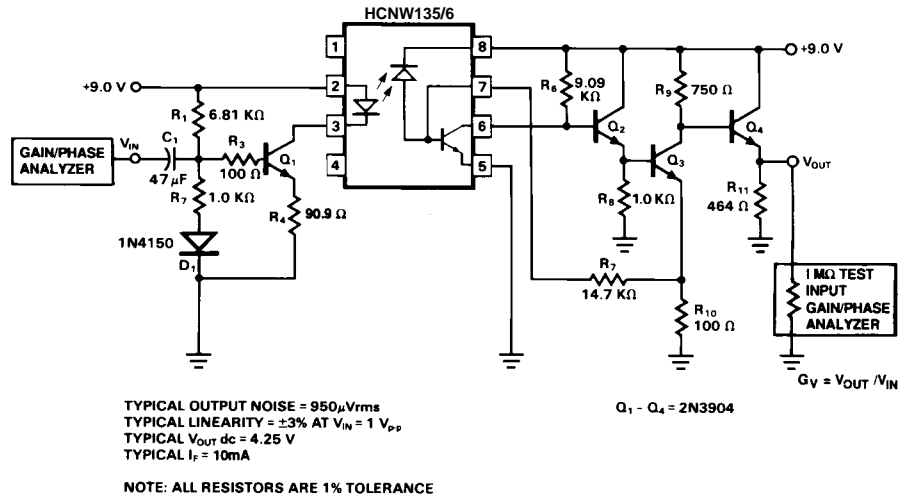 HCNW135/6
1
2
3
4
8
7
6
5
+9.0 V
+9.0 V
R1
6.81 KΩ
VIN
C1
47 μF
GAIN/PHASE
ANALYZER
R3
100 Ω
Q1
R7
1.0 KΩ
R4
90.9 Ω
1N4150
D1
R6
9.09
KΩ
Q2
R9
750 Ω
Q4
Q3
VOUT
R8
1.0 KΩ
R11
464 Ω
R7
14.7 KΩ
R10
100 Ω
1 MΩ TEST
INPUT
GAIN/PHASE
ANALYZER
GV = VOUT /VIN
Q1 - Q4 = 2N3904
TYPICAL OUTPUT NOISE = 950μVrms
TYPICAL LINEARITY = ±3% AT VIN = 1 Vp-p
TYPICAL VOUT dc = 4.25 V
TYPICAL IF = 10mA
NOTE: ALL RESISTORS ARE 1% TOLERANCE